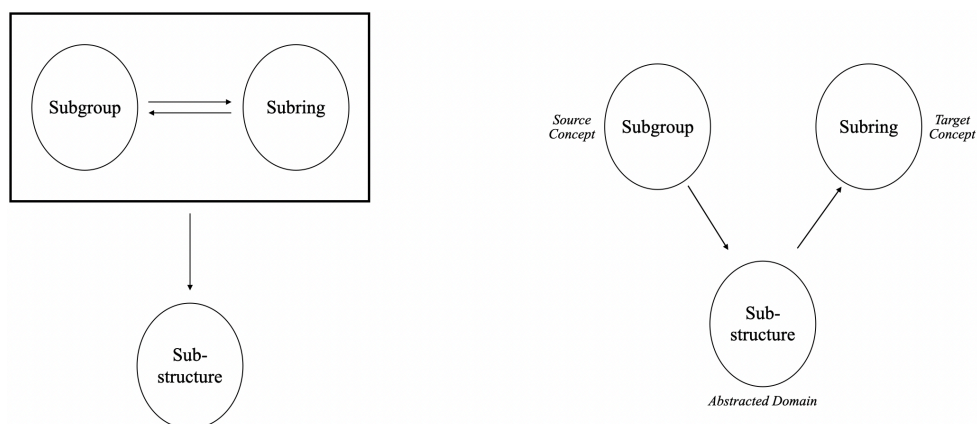 Subgroup
Subring
Sub-
structure
Source
Concept
Subgroup
Subring
Target
Concept
Sub-
structure
Abstracted Domain